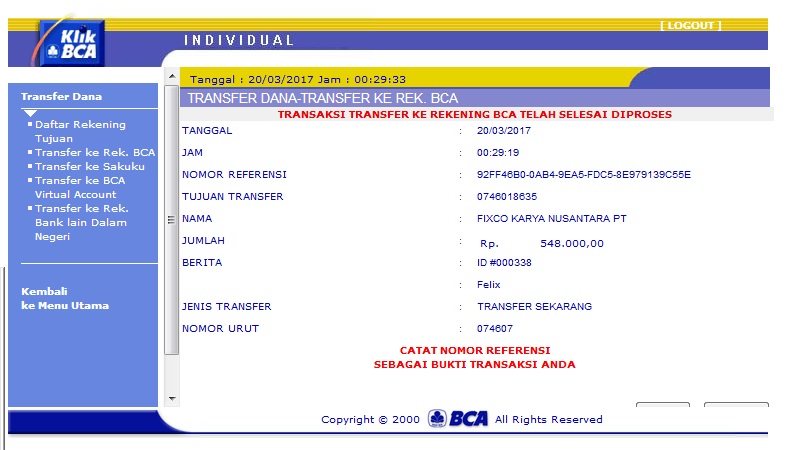 Klik
BCA
INDIVIDUAL
[ LOGOUT ]
Tanggal : 20/03/2017 Jam : 00:29:33
Transfer Dana
Daftar Rekening
Tujuan
Transfer ke Rek. BCA
Transfer ke Sakuku
Transfer ke BCA
Virtual Account
Transfer ke Rek.
Bank lain Dalam
Negeri
Kembali
ke Menu Utama
TRANSFER DANA-TRANSFER KE REK. BCA
TRANSAKSI TRANSFER KE REKENING BCA TELAH SELESAI DIPROSES
TANGGAL : 20/03/2017
JAM : 00:29:19
NOMOR REFERENSI : 92FF46B0-0AB4-9EA5-FDC5-8E979139C55E
TUJUAN TRANSFER : 0746018635
NAMA : FIXCO KARYA NUSANTARA PT
JUMLAH : Rp. 548.000,00
BERITA : ID #000338
: Felix
JENIS TRANSFER : TRANSFER SEKARANG
NOMOR URUT : 074607
CATAT NOMOR REFERENSI
SEBAGAI BUKTI TRANSAKSI ANDA
Copyright © 2000 BCA All Rights Reserved